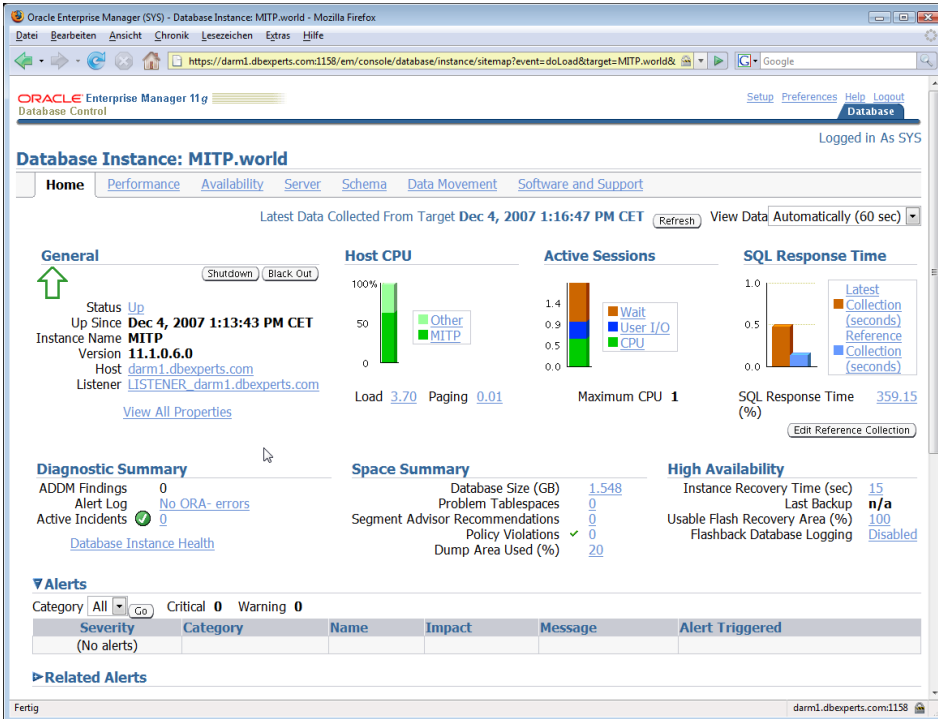 Oracle Enterprise Manager (SYS) - Database Instance: MITP.world - Mozilla Firefox
Datei Bearbeiten Ansicht Chronik Lesezeichen Extras Hilfe
https://darm1.dbexperts.com:1158/em/console/database/instance/sitemap?event=doLoad&target=MITP.world& G Google
ORACLE Enterprise Manager 11g
Database Control
Setup Preferences Help Logout
Database
Logged in As SYS
Database Instance: MITP.world
Home Performance Availability Server Schema Data Movement Software and Support
Latest Data Collected From Target Dec 4, 2007 1:16:47 PM CET Refresh View Data Automatically (60 sec)
General
Shutdown Black Out
Status Up
Up Since Dec 4, 2007 1:13:43 PM CET
Instance Name MITP
Version 11.1.0.6.0
Host darm1.dbexperts.com
Listener LISTENER_darm1.dbexperts.com
View All Properties
Host CPU
100%
50
0
Other
MITP
Load 3.70 Paging 0.01
Active Sessions
1.4
0.9
0.5
0.0
Wait
User I/O
CPU
Maximum CPU 1
SQL Response Time
1.0
0.5
0.0
Latest
Collection
(seconds)
Reference
Collection
(seconds)
SQL Response Time 359.15
(%)
Edit Reference Collection
Diagnostic Summary
ADDM Findings 0
Alert Log No ORA- errors
Active Incidents 0
Database Instance Health
Space Summary
Database Size (GB) 1.548
Problem Tablespaces 0
Segment Advisor Recommendations 0
Policy Violations 0
Dump Area Used (%) 20
High Availability
Instance Recovery Time (sec) 15
Last Backup n/a
Usable Flash Recovery Area (%) 100
Flashback Database Logging Disabled
Alerts
Category All Go Critical 0 Warning 0
Severity Category Name Impact Message Alert Triggered
(No alerts)
Related Alerts
Fertig darm1.dbexperts.com:1158